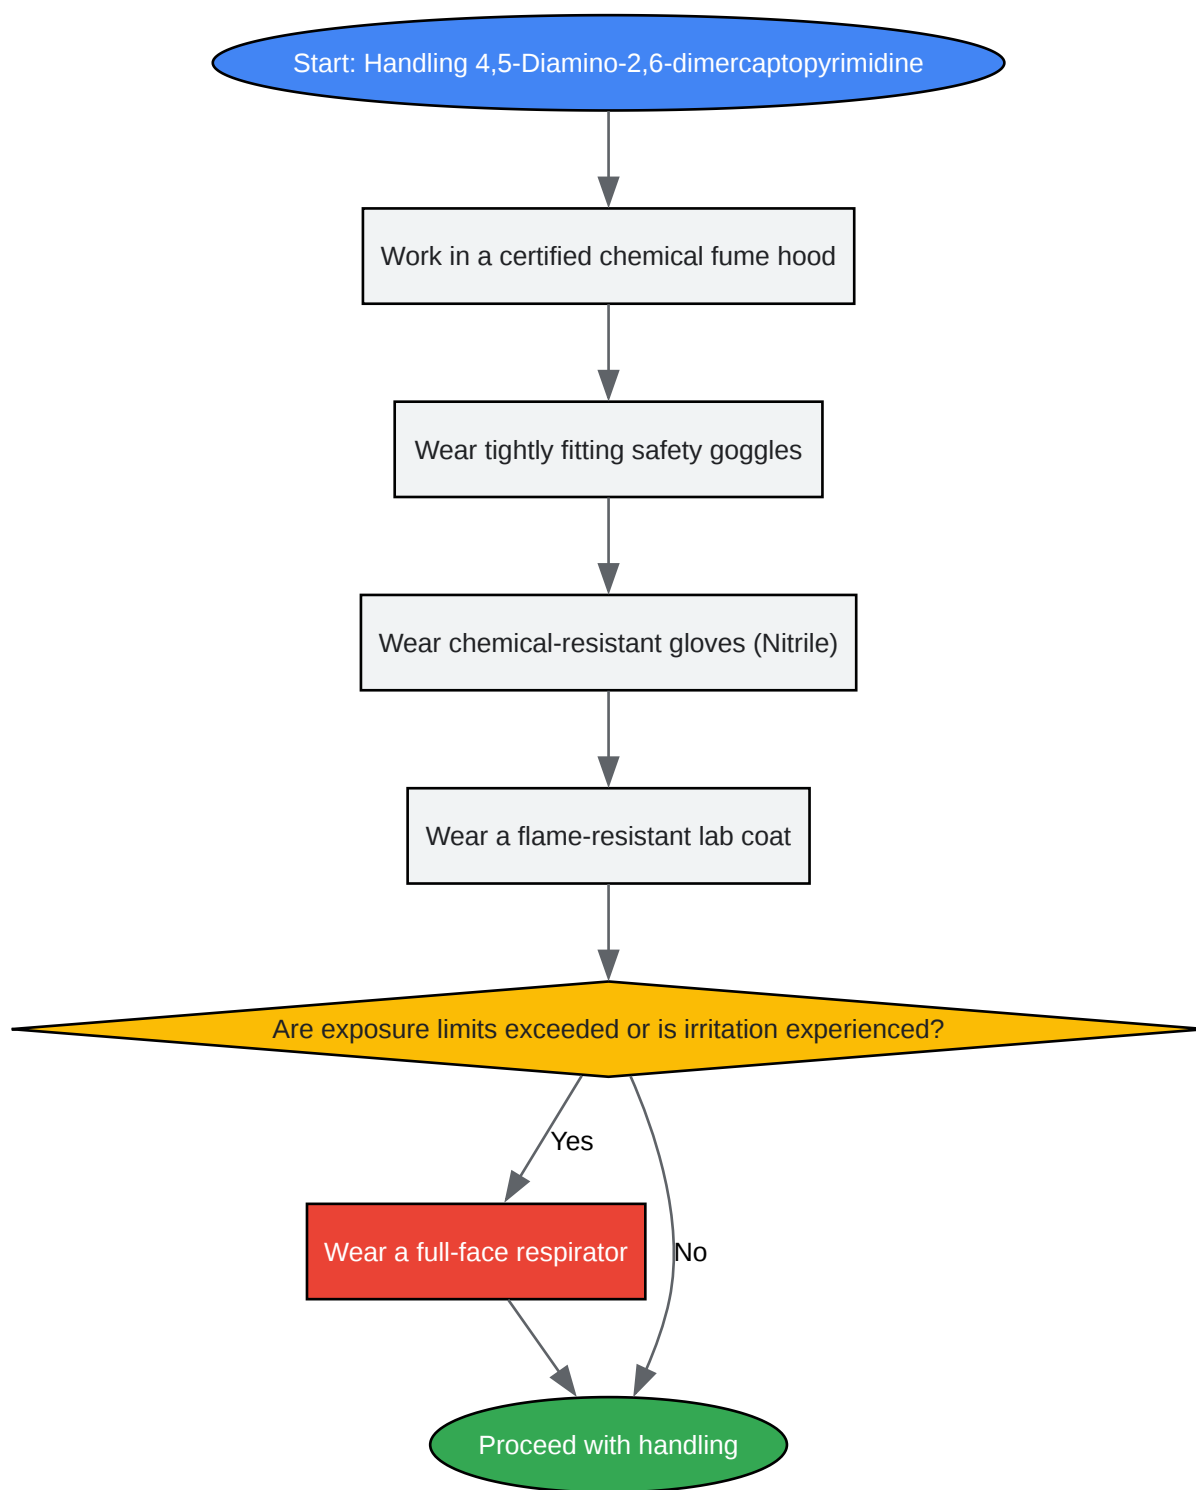 Start: Handling 4,5-Diamino-2,6-dimercaptopyrimidine
Work in a certified chemical fume hood
Wear tightly fitting safety goggles
Wear chemical-resistant gloves (Nitrile)
Wear a flame-resistant lab coat
Are exposure limits exceeded or is irritation experienced?
Yes
Wear a full-face respirator
No
Proceed with handling